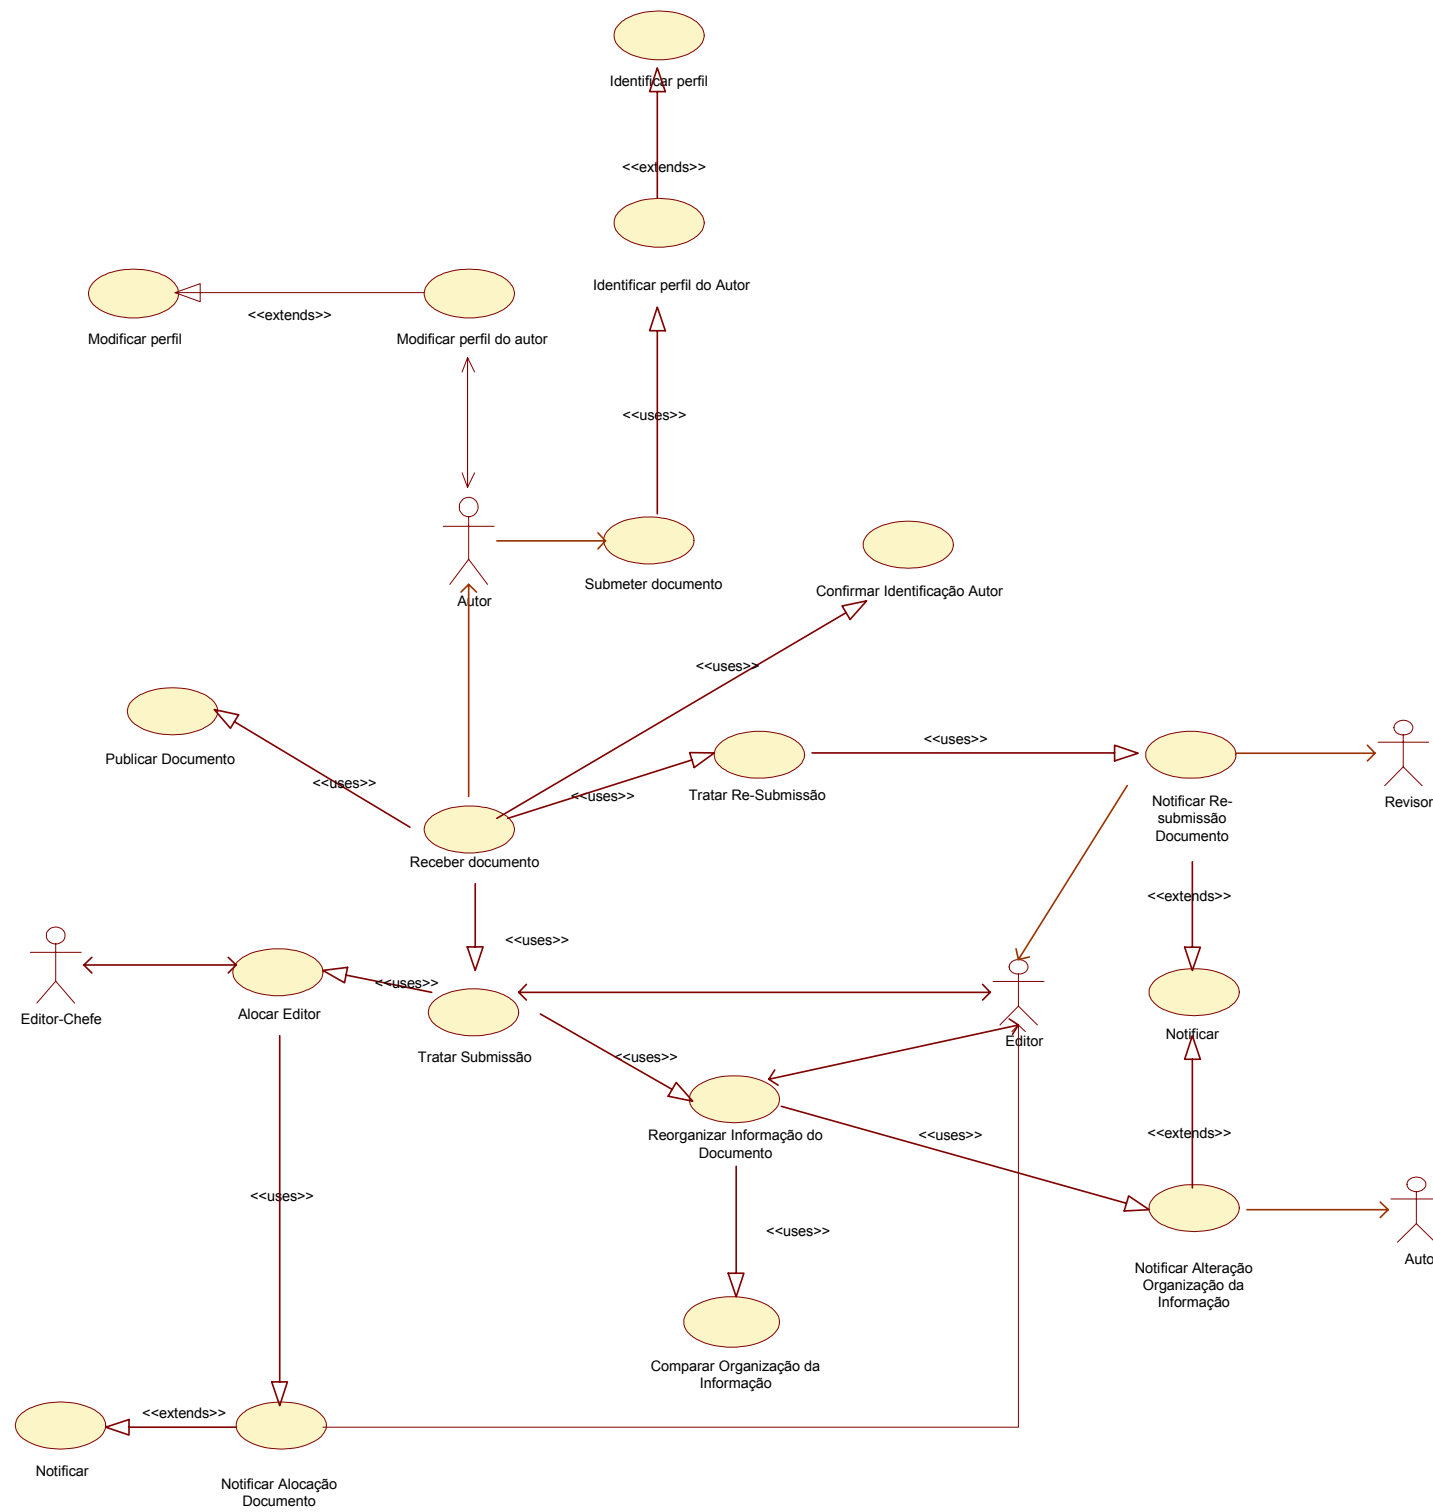 Identificar perfil
<<extends>>
Identificar perfil do Autor
<<extends>>
Modificar perfil
Modificar perfil do autor
<<uses>>
Submeter documento
Confirmar Identificação Autor
Autor
<<uses>>
Publicar Documento
<<uses>>
<<uses>>
Tratar Re-Submissão
<<uses>>
Notificar Re-
submissão
Documento
Revisor
Receber documento
<<extends>>
<<uses>>
Editor-Chefe
Alocar Editor
<<uses>>
Tratar Submissão
Editor
Notificar
<<uses>>
Reorganizar Informação do
Documento
<<uses>>
<<extends>>
<<uses>>
<<uses>>
Notificar Alteração
Organização da
Informação
Auto
Comparar Organização da
Informação
<<extends>>
Notificar
Notificar Alocação
Documento